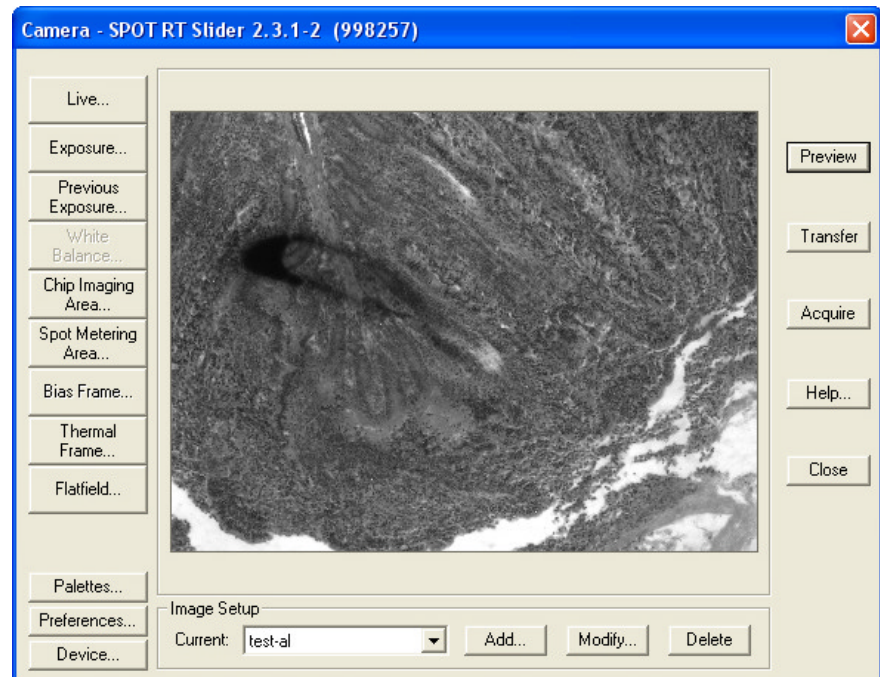 Camera - SPOT RT Slider 2.3.1-2 (998257)
Live...
Exposure...
Previous
Exposure...
White
Balance...
Chip Imaging
Area...
Spot Metering
Area...
Bias Frame...
Thermal
Frame...
Flatfield...
Palettes...
Preferences...
Device...
Preview
Transfer
Acquire
Help...
Close
Image Setup
Current: test-al Add... Modify... Delete